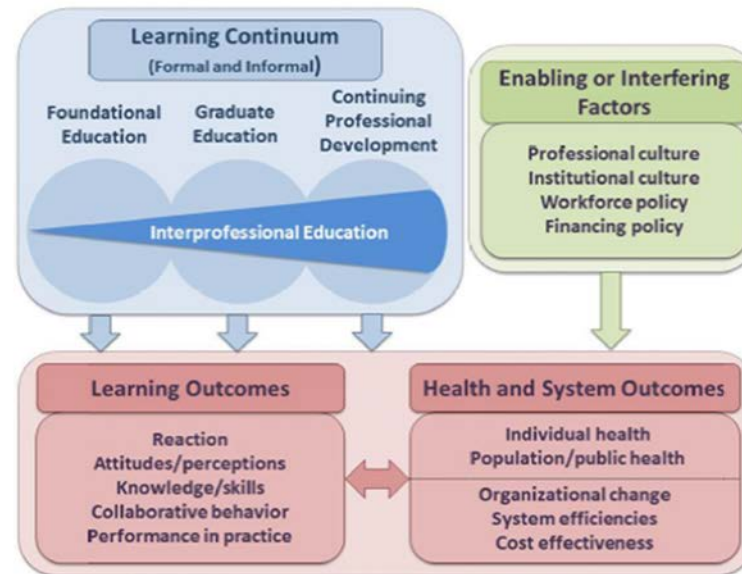 Learning Continuum
(Formal and Informal)
Foundational
Education
Graduate
Education
Continuing
Professional
Development
Interprofessional Education
Enabling or Interfering
Factors
Professional culture
Institutional culture
Workforce policy
Financing policy
Learning Outcomes
Reaction
Attitudes/perceptions
Knowledge/skills
Collaborative behavior
Performance in practice
Health and System Outcomes
Individual health
Population/public health
Organizational change
System efficiencies
Cost effectiveness